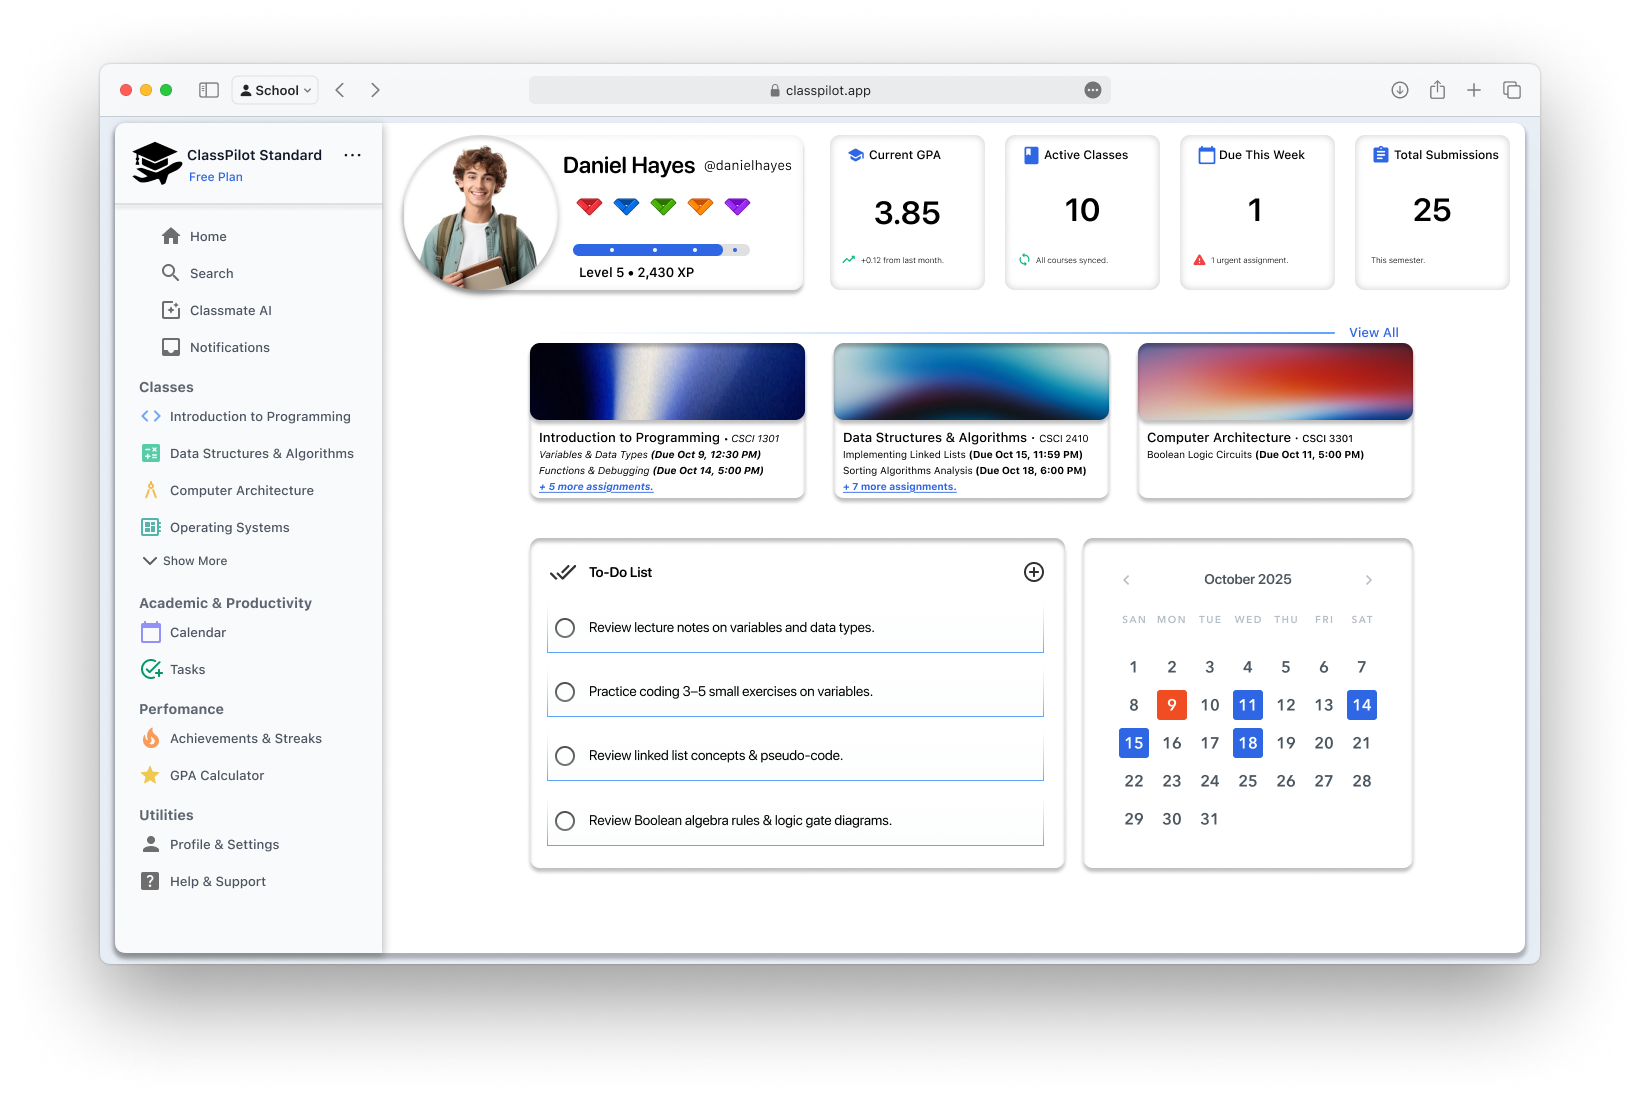 School
classpilot.app
ClassPilot Standard
Free Plan
Home
Search
Classmate AI
Notifications
Classes
Introduction to Programming
Data Structures & Algorithms
Computer Architecture
Operating Systems
Show More
Academic & Productivity
Calendar
Tasks
Perfomance
Achievements & Streaks
GPA Calculator
Utilities
Profile & Settings
Help & Support
Daniel Hayes @danielhayes
Level 5 • 2,430 XP
Current GPA
3.85
+0.12 from last month.
Active Classes
10
All courses synced.
Due This Week
1
1 urgent assignment.
Total Submissions
25
This semester.
View All
Introduction to Programming • CSCI 1301
Variables & Data Types (Due Oct 9, 12:30 PM)
Functions & Debugging (Due Oct 14, 5:00 PM)
+ 5 more assignments.
Data Structures & Algorithms · CSCI 2410
Implementing Linked Lists (Due Oct 15, 11:59 PM)
Sorting Algorithms Analysis (Due Oct 18, 6:00 PM)
+ 7 more assignments.
Computer Architecture · CSCI 3301
Boolean Logic Circuits (Due Oct 11, 5:00 PM)
To-Do List
Review lecture notes on variables and data types.
Practice coding 3–5 small exercises on variables.
Review linked list concepts & pseudo-code.
Review Boolean algebra rules & logic gate diagrams.
October 2025
SAN MON TUE WED THU FRI SAT
1 2 3 4 5 6 7
8 9 10 11 12 13 14
15 16 17 18 19 20 21
22 23 24 25 26 27 28
29 30 31